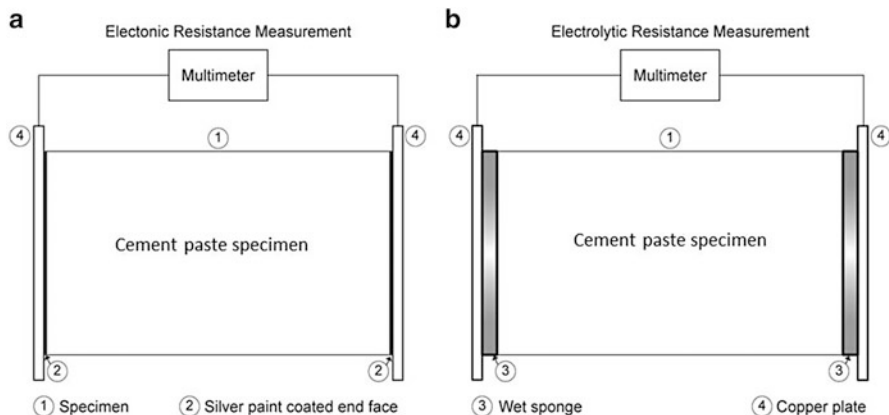 a
Electonic Resistance Measurement
Multimeter
④ ④
①
Cement paste specimen
② ②
b
Electrolytic Resistance Measurement
Multimeter
④ ④
①
Cement paste specimen
③ ③
① Specimen ② Silver paint coated end face ③ Wet sponge ④ Copper plate